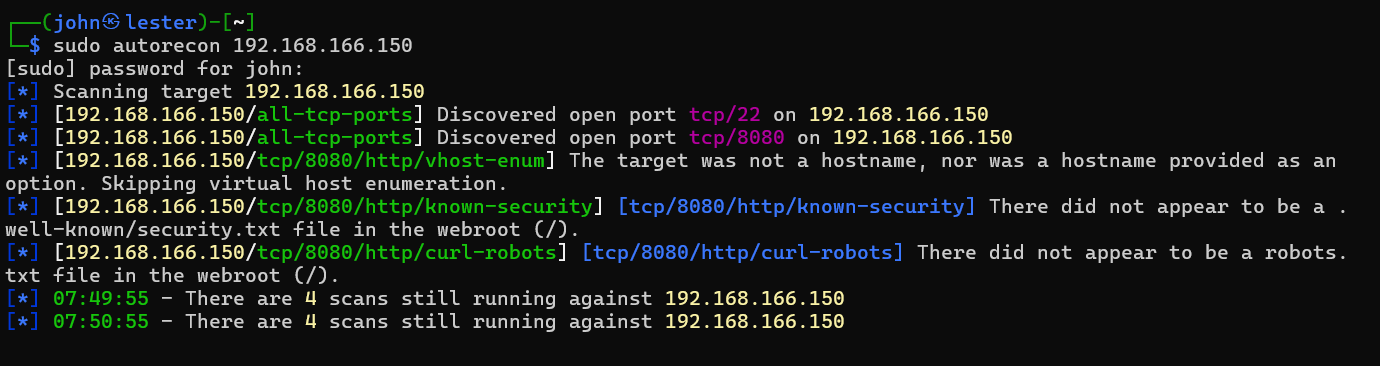 ┌──(john㉿lester)-[~]
└─$ sudo autorecon 192.168.166.150
[sudo] password for john:
[*] Scanning target 192.168.166.150
[*] [192.168.166.150/all-tcp-ports] Discovered open port tcp/22 on 192.168.166.150
[*] [192.168.166.150/all-tcp-ports] Discovered open port tcp/8080 on 192.168.166.150
[*] [192.168.166.150/tcp/8080/http/vhost-enum] The target was not a hostname, nor was a hostname provided as an
option. Skipping virtual host enumeration.
[*] [192.168.166.150/tcp/8080/http/known-security] [tcp/8080/http/known-security] There did not appear to be a .
well-known/security.txt file in the webroot (/).
[*] [192.168.166.150/tcp/8080/http/curl-robots] [tcp/8080/http/curl-robots] There did not appear to be a robots.
txt file in the webroot (/).
[*] 07:49:55 - There are 4 scans still running against 192.168.166.150
[*] 07:50:55 - There are 4 scans still running against 192.168.166.150